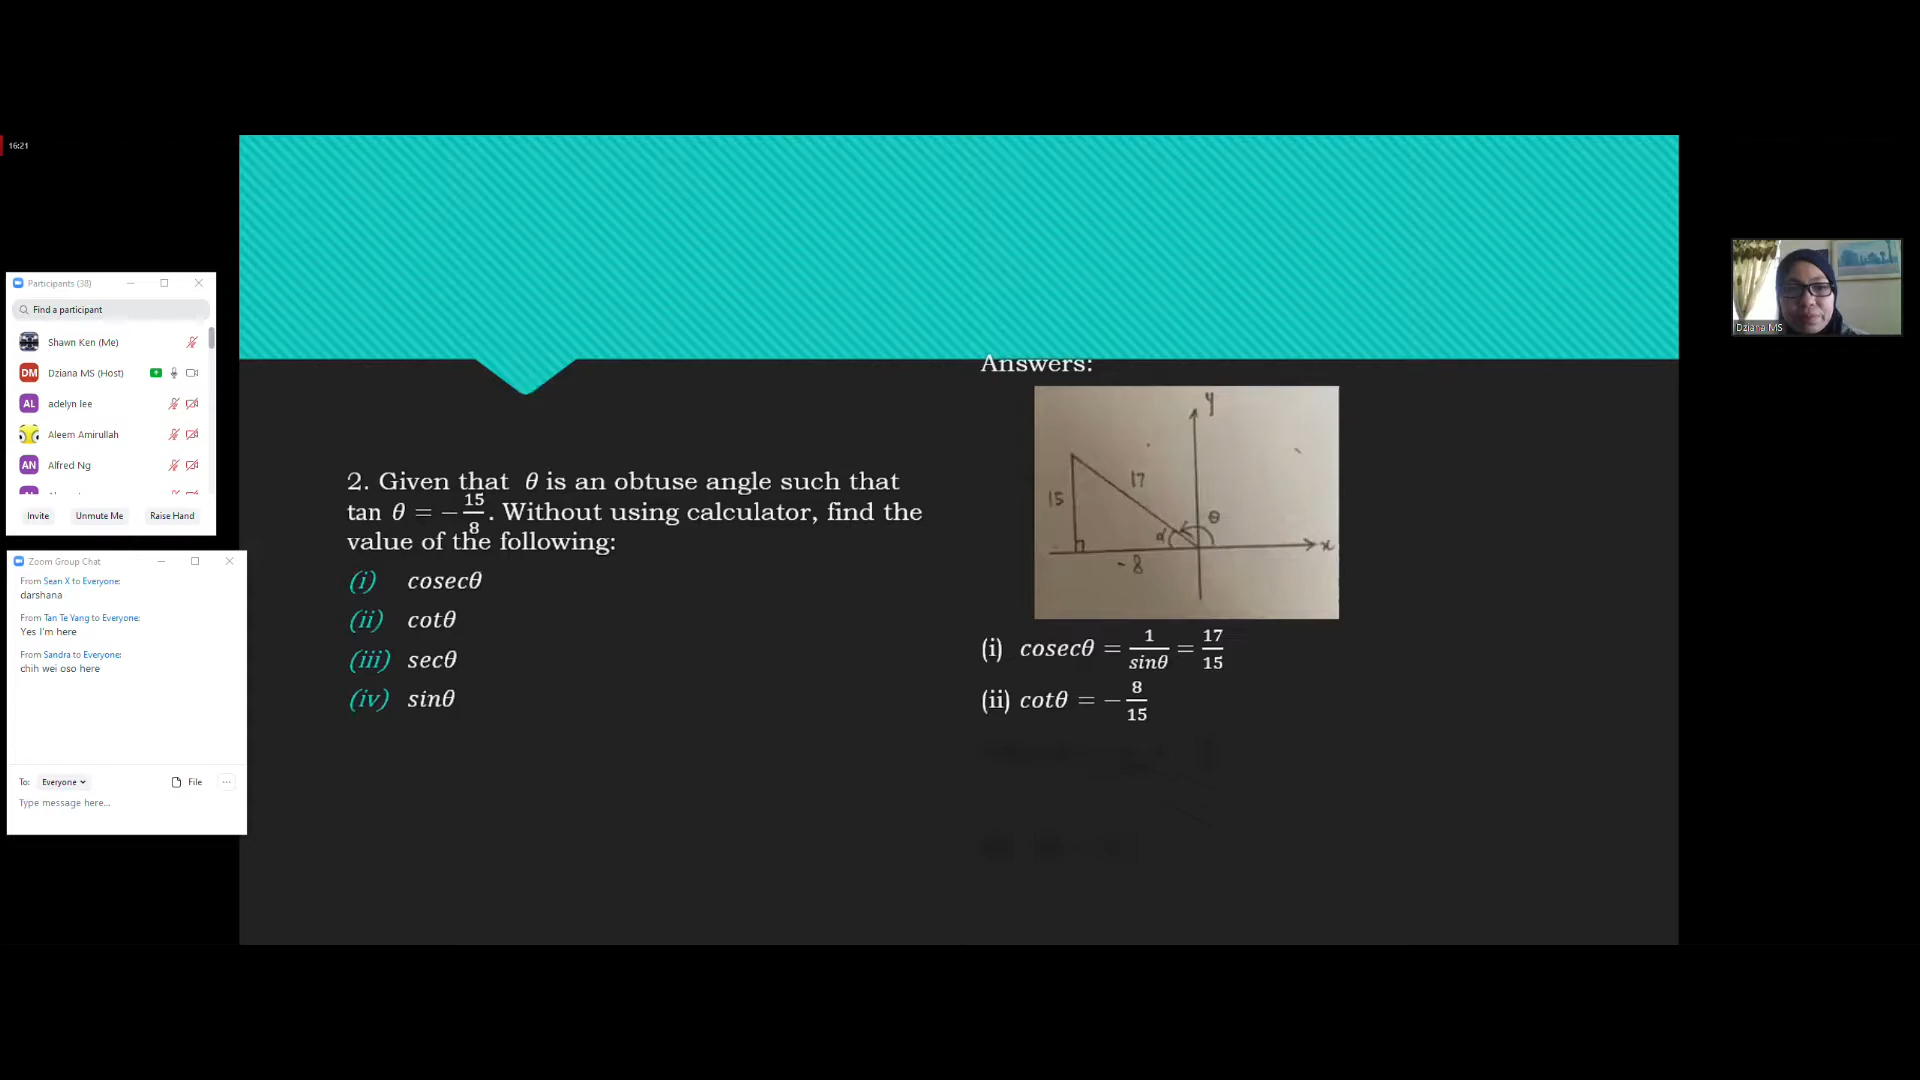 16:21
Participants (38)
Find a participant
Shawn Ken (Me)
DM Dziana MS (Host)
AL adelyn lee
Aleem Amirullah
AN Alfred Ng
Invite Unmute Me Raise Hand
Zoom Group Chat
From Sean X to Everyone:
darshana
From Tan Te Yang to Everyone:
Yes I'm here
From Sandra to Everyone:
chih wei oso here
To: Everyone File ...
Type message here...
2. Given that θ is an obtuse angle such that
tan θ = −15/8. Without using calculator, find the
value of the following:
(i) cosecθ
(ii) cotθ
(iii) secθ
(iv) sinθ
Answers:
y
17
15
θ
α
x
-8
(i) cosecθ = 1/sinθ = 17/15
(ii) cotθ = −8/15
Dziana MS